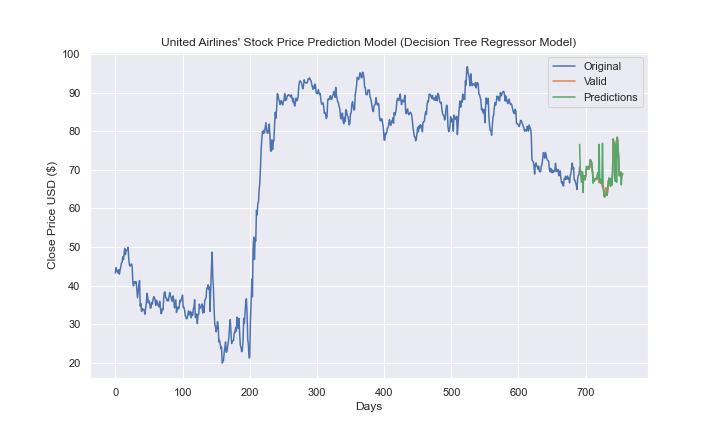 United Airlines' Stock Price Prediction Model (Decision Tree Regressor Model)
Original
Valid
Predictions
Close Price USD ($)
100
90
80
70
60
50
40
30
20
0 100 200 300 400 500 600 700
Days